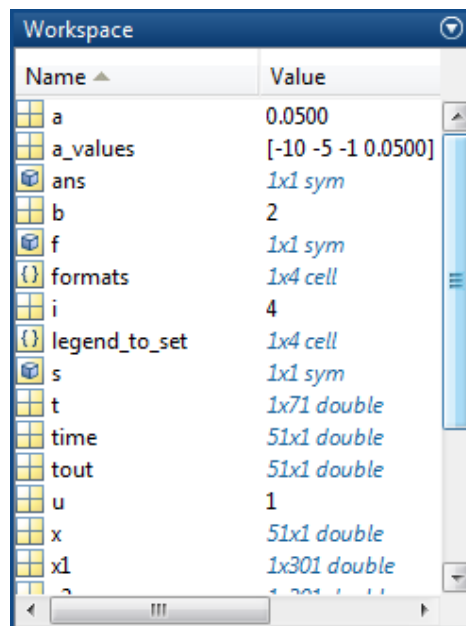 Workspace
Name Value
a 0.0500
a_values [-10 -5 -1 0.0500]
ans 1x1 sym
b 2
f 1x1 sym
formats 1x4 cell
i 4
legend_to_set 1x4 cell
s 1x1 sym
t 1x71 double
time 51x1 double
tout 51x1 double
u 1
x 51x1 double
x1 1x301 double